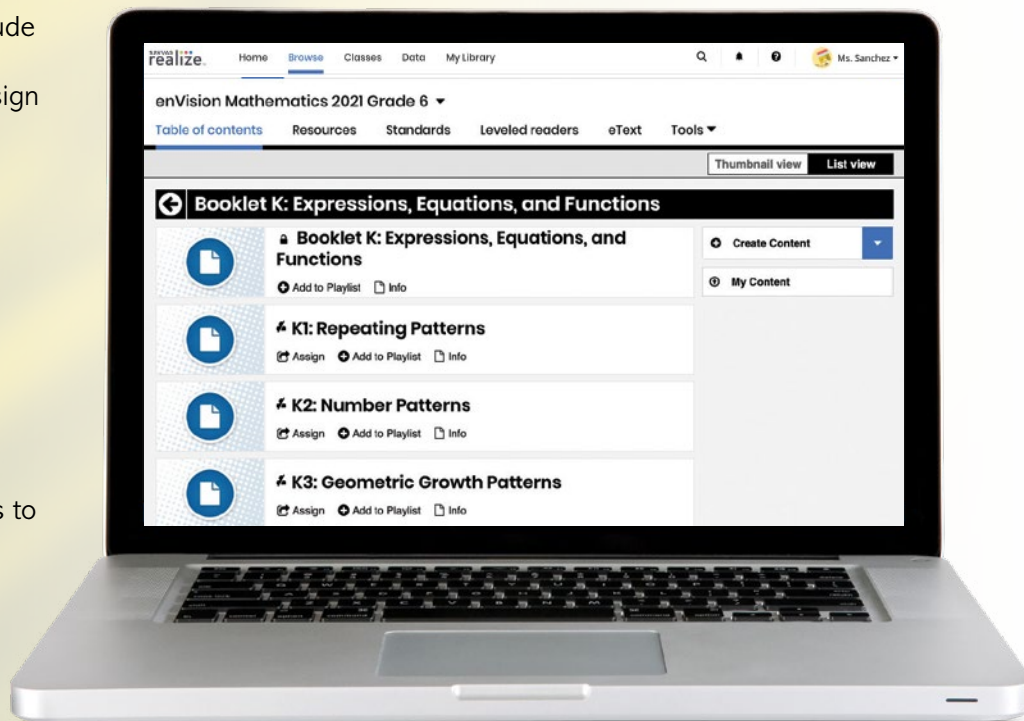 ude
sign
s to
SAVVAS
realize.
Home Browse Classes Data My Library
Ms. Sanchez
enVision Mathematics 2021 Grade 6
Table of contents Resources Standards Leveled readers eText Tools
Thumbnail view List view
Booklet K: Expressions, Equations, and Functions
Booklet K: Expressions, Equations, and
Functions
Add to Playlist Info
Create Content
My Content
K1: Repeating Patterns
Assign Add to Playlist Info
K2: Number Patterns
Assign Add to Playlist Info
K3: Geometric Growth Patterns
Assign Add to Playlist Info